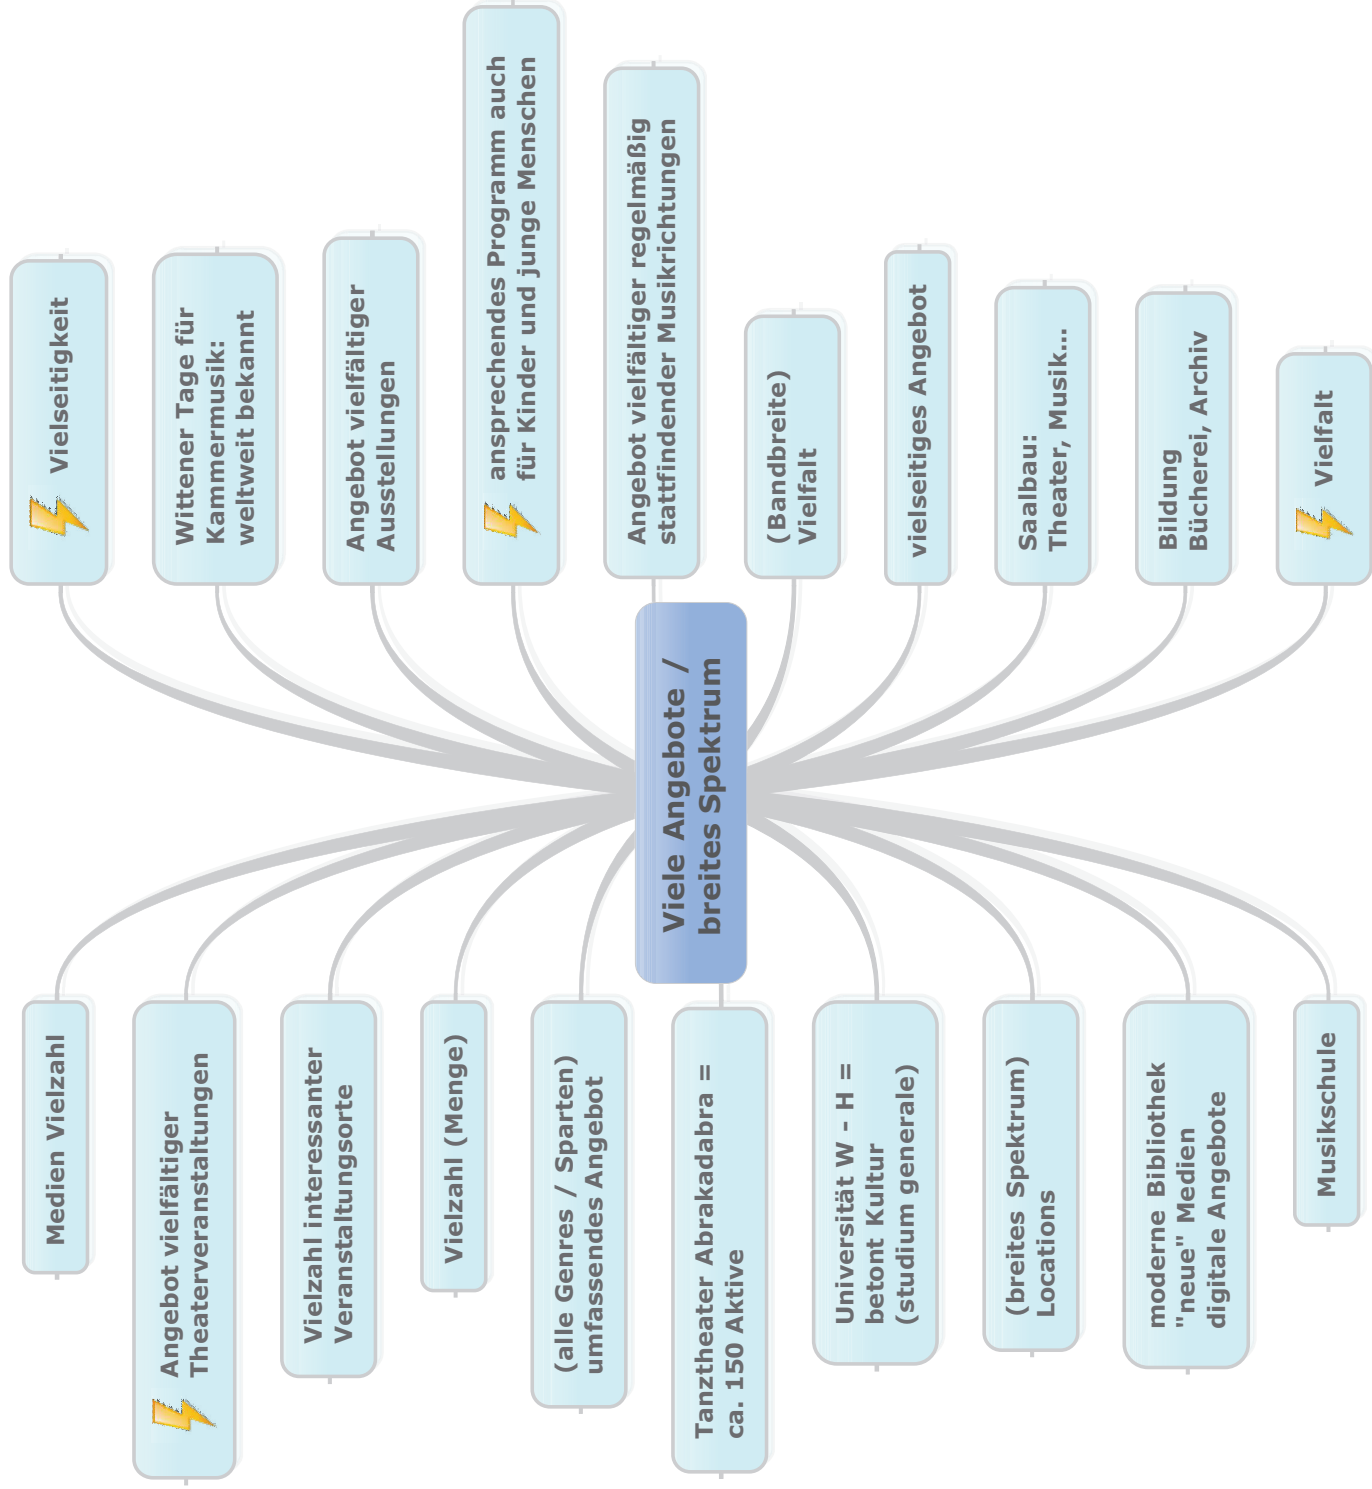 Viele Angebote /
breites Spektrum
Vielseitigkeit
Wittener Tage für
Kammermusik:
weltweit bekannt
Angebot vielfältiger
Ausstellungen
ansprechendes Programm auch
für Kinder und junge Menschen
Angebot vielfältiger regelmäßig
stattfindender Musikrichtungen
(Bandbreite)
Vielfalt
vielseitiges Angebot
Saalbau:
Theater, Musik...
Bildung
Bücherei, Archiv
Vielfalt
Medien Vielzahl
Angebot vielfältiger
Theaterveranstaltungen
Vielzahl interessanter
Veranstaltungsorte
Vielzahl (Menge)
(alle Genres / Sparten)
umfassendes Angebot
Tanztheater Abrakadabra =
ca. 150 Aktive
Universität W - H =
betont Kultur
(studium generale)
(breites Spektrum)
Locations
moderne Bibliothek
"neue" Medien
digitale Angebote
Musikschule